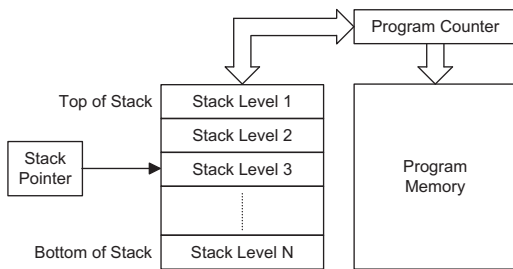 Program Counter
Top of Stack
Stack Level 1
Stack Level 2
Stack
Pointer
Stack Level 3
Program
Memory
Bottom of Stack
Stack Level N